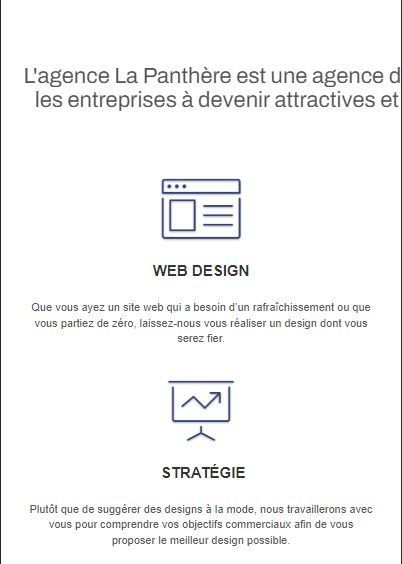 L'agence La Panthère est une agence d
les entreprises à devenir attractives et
WEB DESIGN
Que vous ayez un site web qui a besoin d'un rafraîchissement ou que
vous partiez de zéro, laissez-nous vous réaliser un design dont vous
serez fier.
STRATÉGIE
Plutôt que de suggérer des designs à la mode, nous travaillerons avec
vous pour comprendre vos objectifs commerciaux afin de vous
proposer le meilleur design possible.